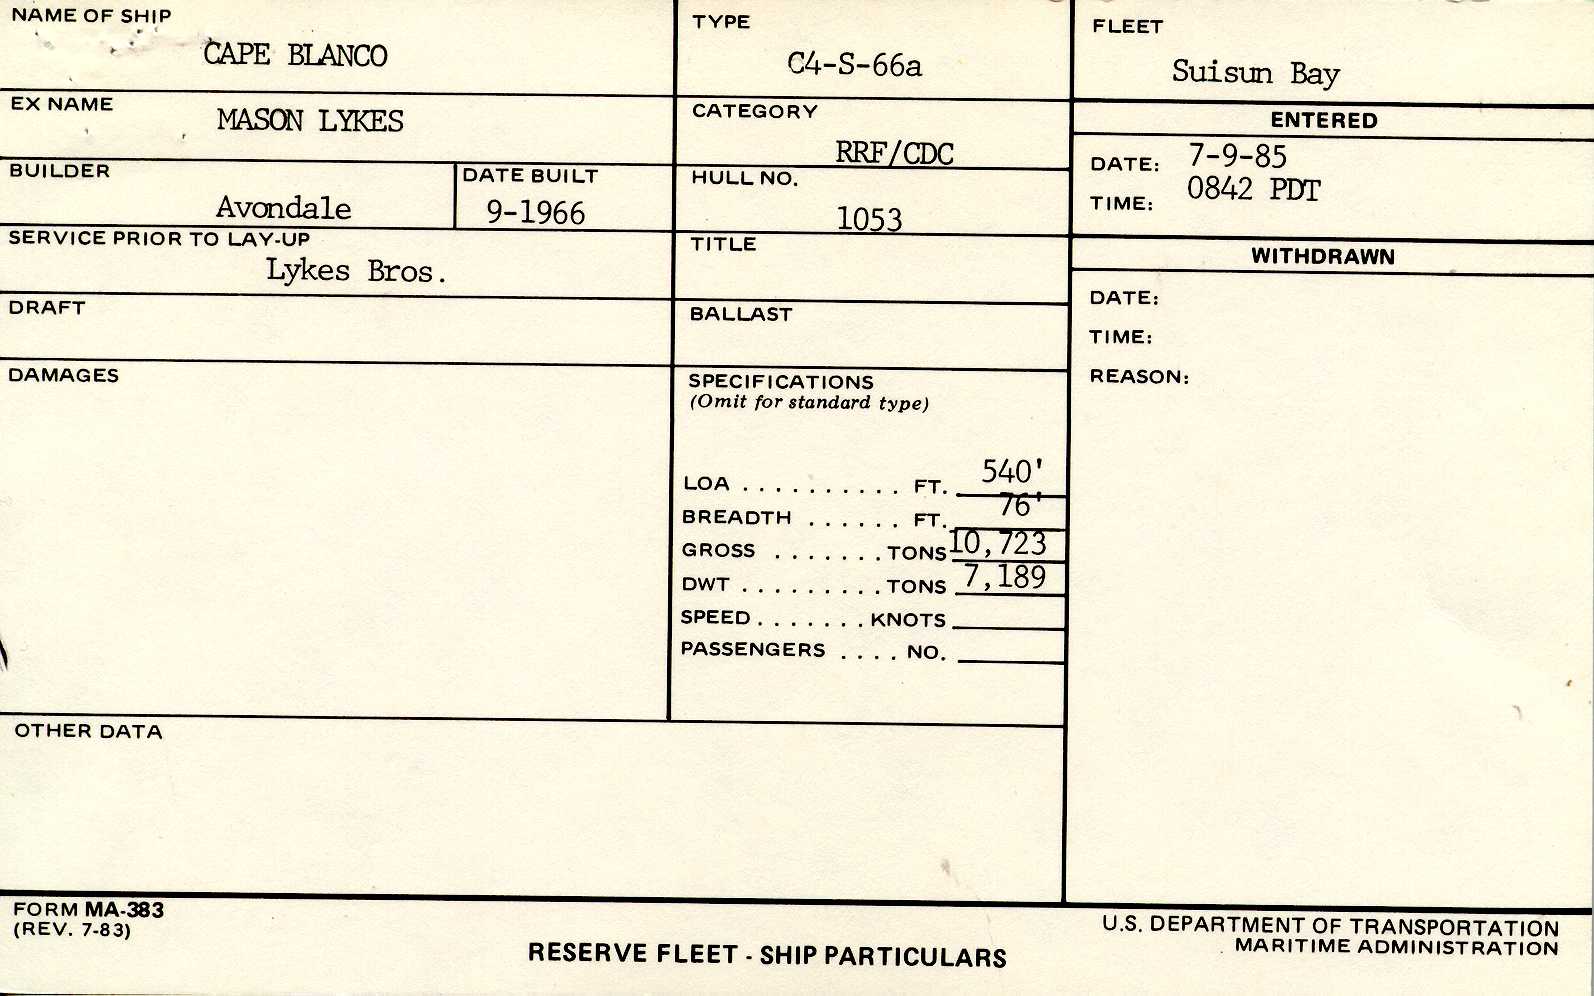 NAME OF SHIP
CAPE BLANCO
TYPE
C4-S-66a
FLEET
Suisun Bay
EX NAME
MASON LYKES
CATEGORY
RRF/CDC
ENTERED
DATE: 7-9-85
TIME: 0842 PDT
BUILDER
Avondale
DATE BUILT
9-1966
HULL NO.
1053
SERVICE PRIOR TO LAY-UP
Lykes Bros.
TITLE
WITHDRAWN
DATE:
TIME:
REASON:
DRAFT
BALLAST
DAMAGES
SPECIFICATIONS
(Omit for standard type)
LOA . . . . . . . . . . FT. 540'
BREADTH . . . . . . FT. 76'
GROSS . . . . . . . TONS 10,723
DWT . . . . . . . . . TONS 7,189
SPEED . . . . . . . KNOTS
PASSENGERS . . . . NO.
OTHER DATA
FORM MA-383
(REV. 7-83)
RESERVE FLEET - SHIP PARTICULARS
U.S. DEPARTMENT OF TRANSPORTATION
MARITIME ADMINISTRATION